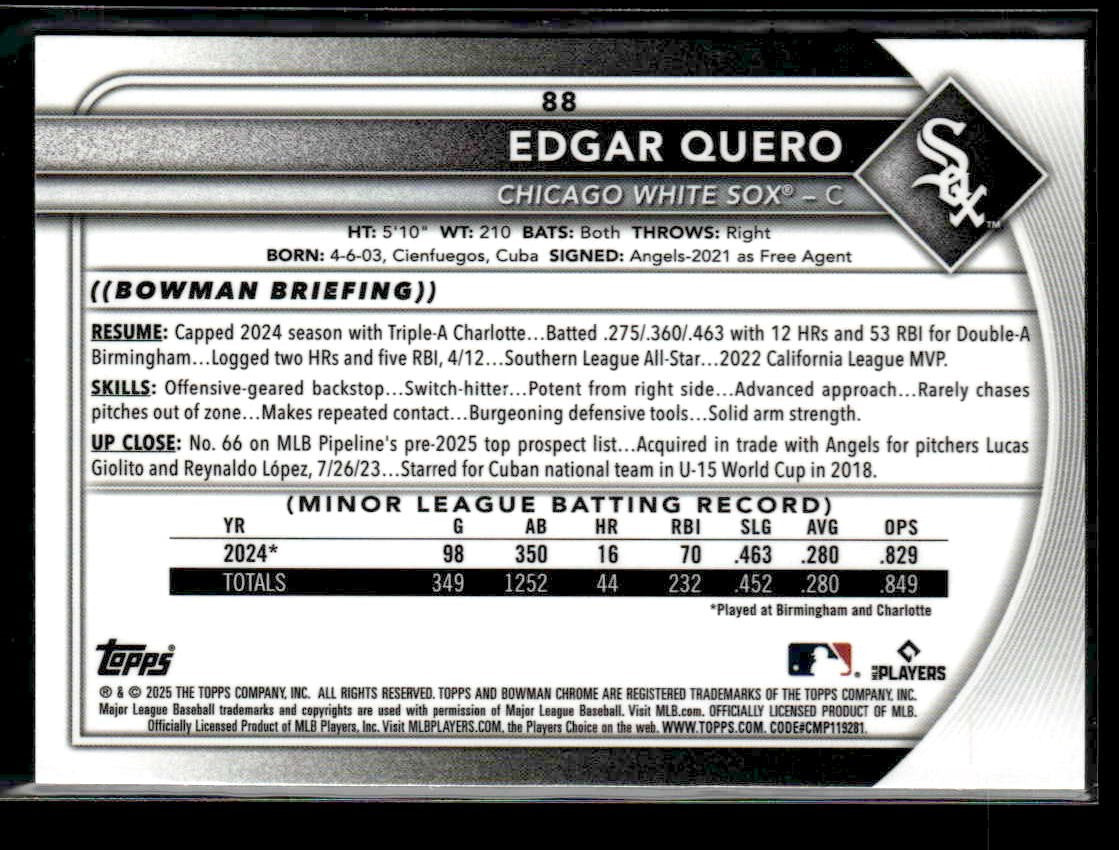 88
EDGAR QUERO
CHICAGO WHITE SOX® – C
Sox™
HT: 5'10" WT: 210 BATS: Both THROWS: Right
BORN: 4-6-03, Cienfuegos, Cuba SIGNED: Angels-2021 as Free Agent
((BOWMAN BRIEFING))
RESUME: Capped 2024 season with Triple-A Charlotte...Batted .275/.360/.463 with 12 HRs and 53 RBI for Double-A
Birmingham...Logged two HRs and five RBI, 4/12...Southern League All-Star...2022 California League MVP.
SKILLS: Offensive-geared backstop...Switch-hitter...Potent from right side...Advanced approach...Rarely chases
pitches out of zone...Makes repeated contact...Burgeoning defensive tools...Solid arm strength.
UP CLOSE: No. 66 on MLB Pipeline's pre-2025 top prospect list...Acquired in trade with Angels for pitchers Lucas
Giolito and Reynaldo López, 7/26/23...Starred for Cuban national team in U-15 World Cup in 2018.
(MINOR LEAGUE BATTING RECORD)
YR G AB HR RBI SLG AVG OPS
2024* 98 350 16 70 .463 .280 .829
TOTALS 349 1252 44 232 .452 .280 .849
*Played at Birmingham and Charlotte
topps®
MLB PLAYERS
® & © 2025 THE TOPPS COMPANY, INC. ALL RIGHTS RESERVED. TOPPS AND BOWMAN CHROME ARE REGISTERED TRADEMARKS OF THE TOPPS COMPANY, INC.
Major League Baseball trademarks and copyrights are used with permission of Major League Baseball. Visit MLB.com. OFFICIALLY LICENSED PRODUCT OF MLB.
Officially Licensed Product of MLB Players, Inc. Visit MLBPLAYERS.COM, the Players Choice on the web. WWW.TOPPS.COM. CODE#CMP119281.